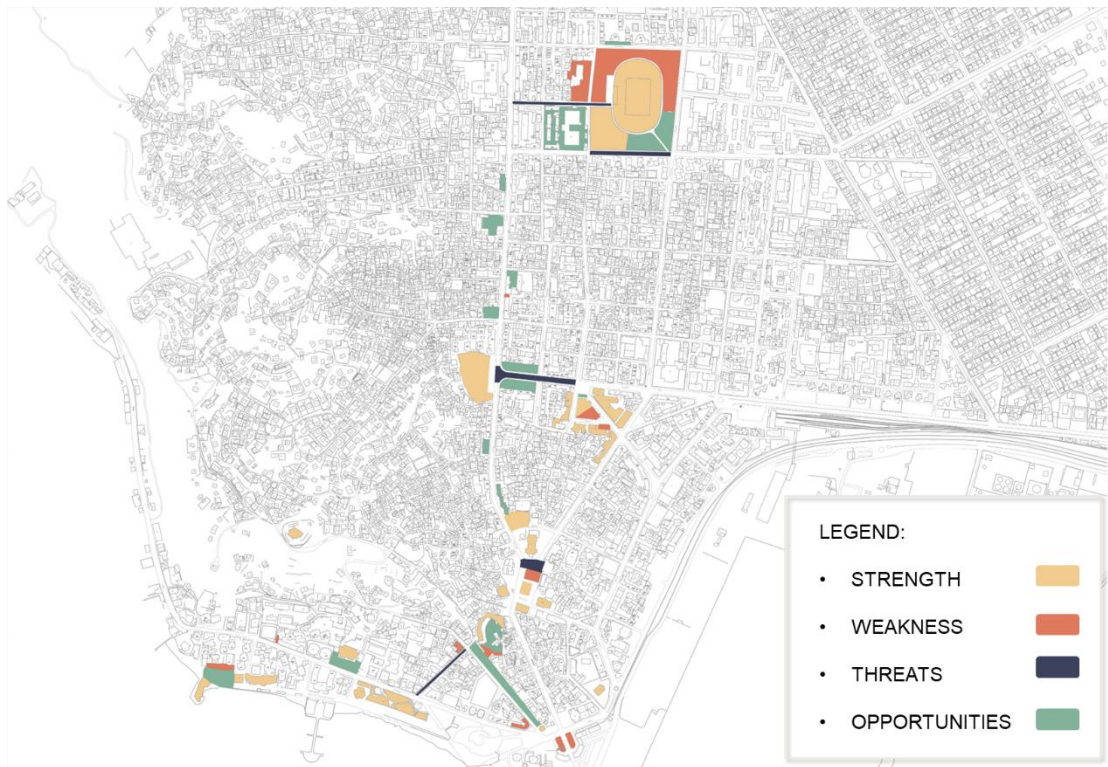 LEGEND:
• STRENGTH
• WEAKNESS
• THREATS
• OPPORTUNITIES